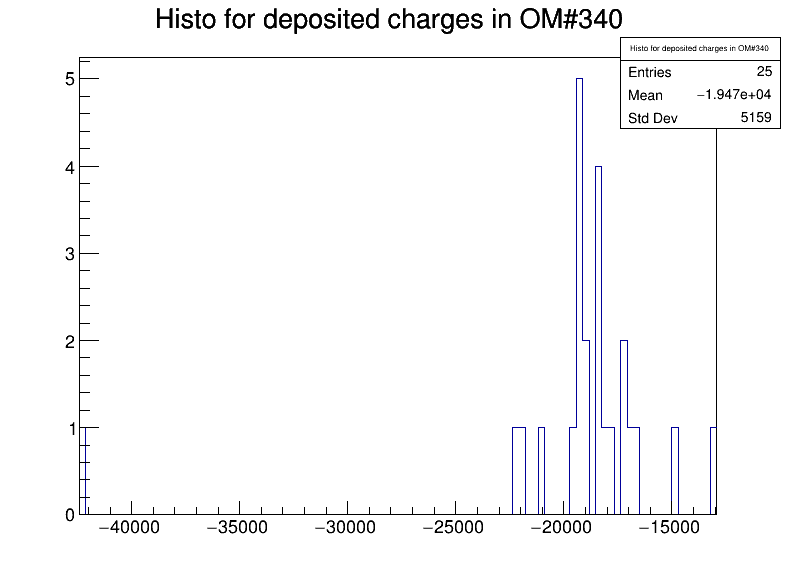 Histo for deposited charges in OM#340
Histo for deposited charges in OM#340
Entries 25
Mean −1.947e+04
Std Dev 5159
5
4
3
2
1
0
−40000 −35000 −30000 −25000 −20000 −15000